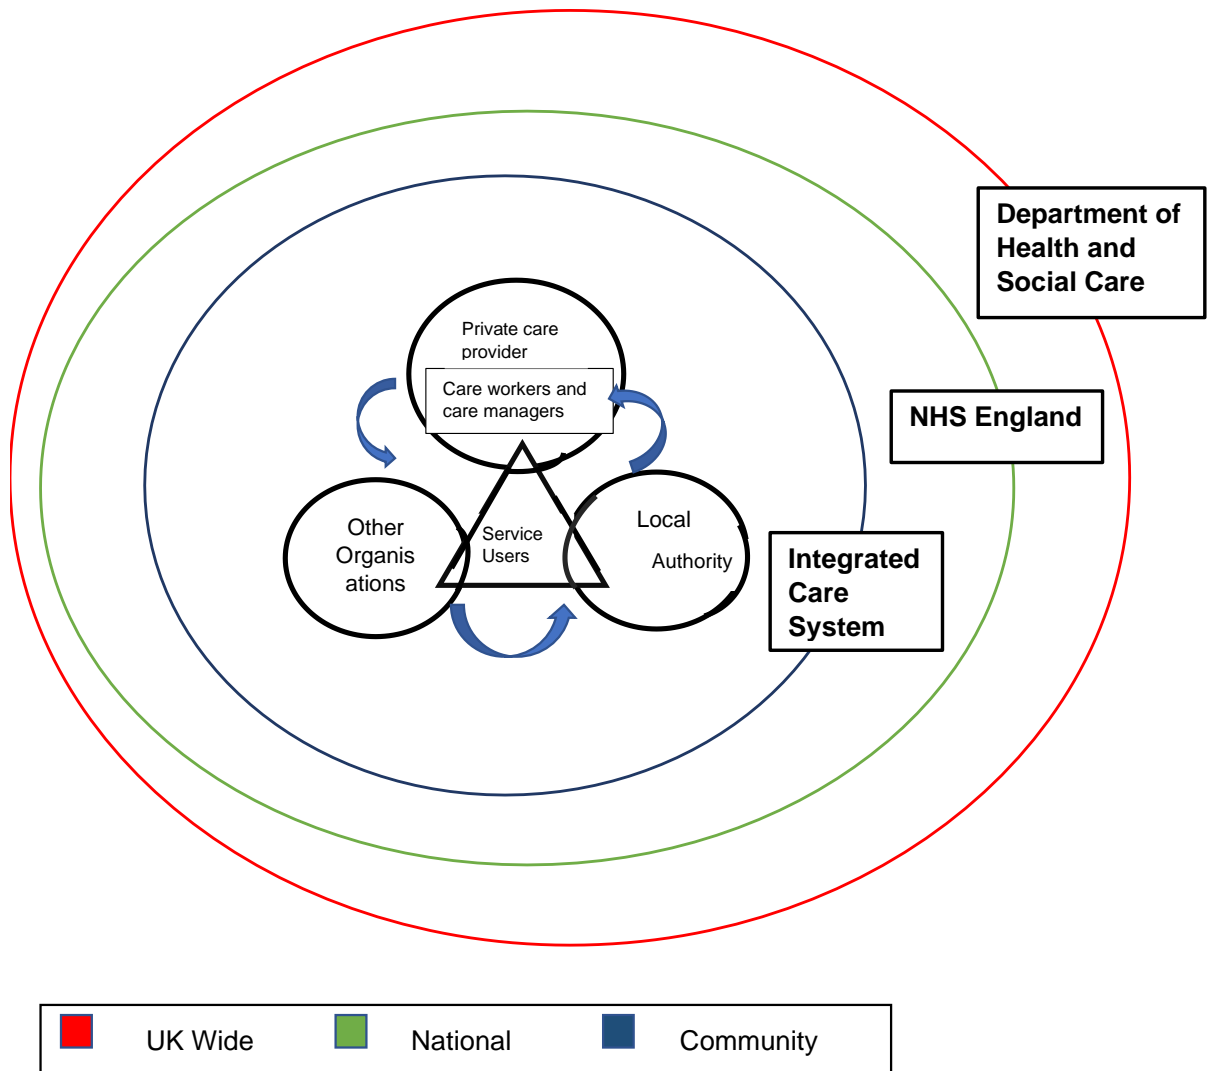 Department of
Health and
Social Care
Private care
provider
Care workers and
care managers
NHS England
Other
Organis
ations
Service
Users
Local
Authority
Integrated
Care
System
UK Wide
National
Community